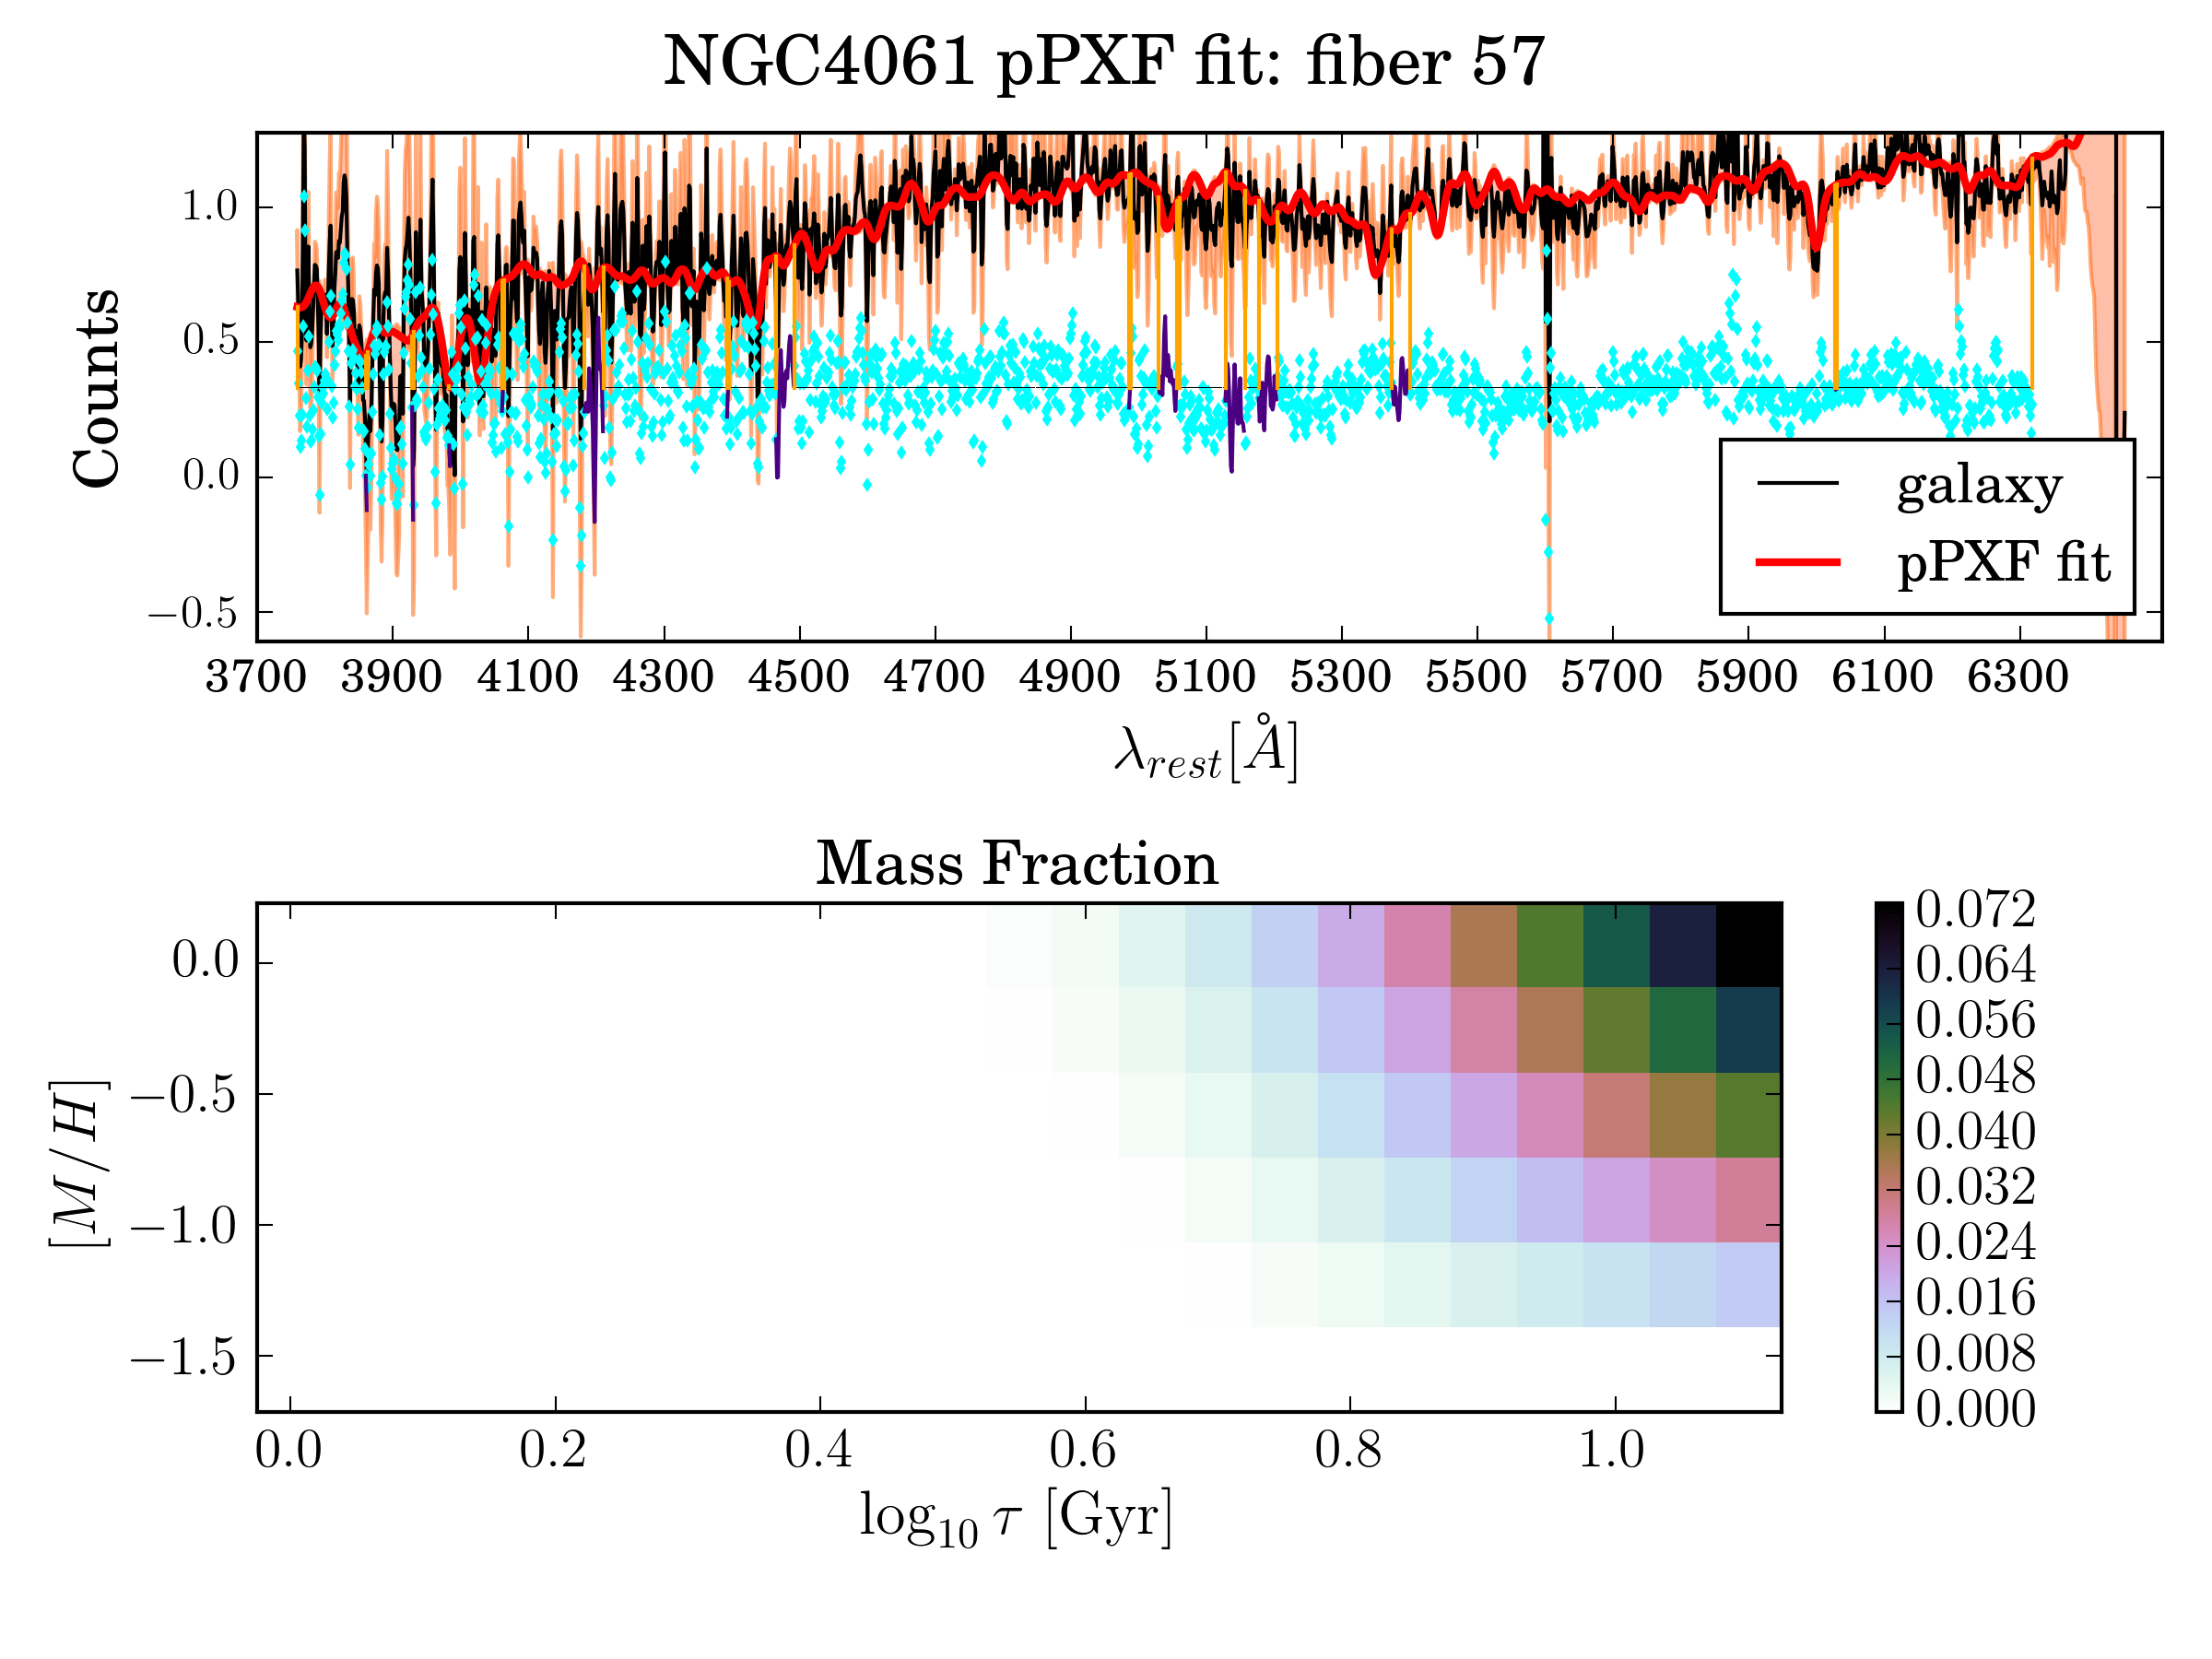 NGC4061 pPXF fit: fiber 57
Counts
1.0
0.5
0.0
−0.5
galaxy
pPXF fit
3700 3900 4100 4300 4500 4700 4900 5100 5300 5500 5700 5900 6100 6300
λrest[Å]
Mass Fraction
[M/H]
0.0
−0.5
−1.0
−1.5
0.0 0.2 0.4 0.6 0.8 1.0
log10 τ [Gyr]
0.072
0.064
0.056
0.048
0.040
0.032
0.024
0.016
0.008
0.000